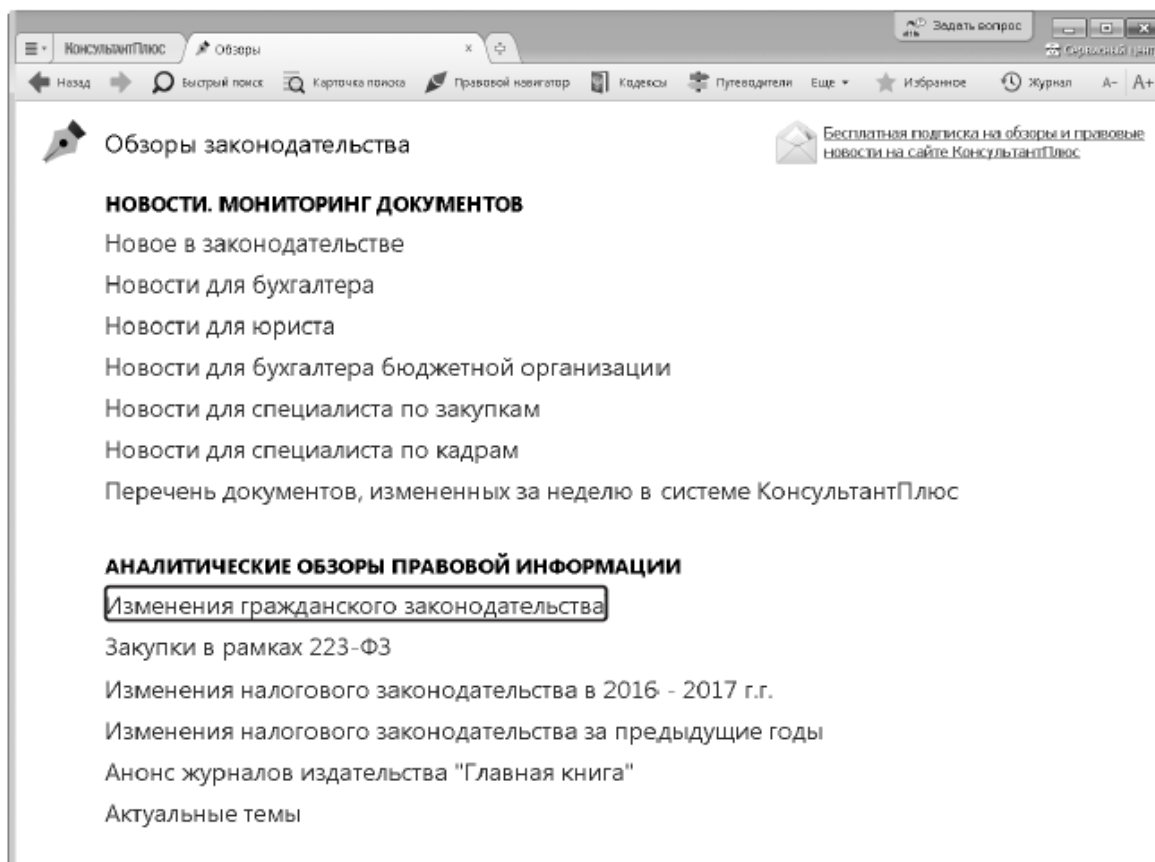 Задать вопрос
КонсультантПлюс
Обзоры
Сервисный цент
Назад
Быстрый поиск
Карточка поиска
Правовой навигатор
Кодексы
Путеводители
Еще
Избранное
Журнал
А-
А+
Обзоры законодательства
Бесплатная подписка на обзоры и правовые
новости на сайте КонсультантПлюс
НОВОСТИ. МОНИТОРИНГ ДОКУМЕНТОВ
Новое в законодательстве
Новости для бухгалтера
Новости для юриста
Новости для бухгалтера бюджетной организации
Новости для специалиста по закупкам
Новости для специалиста по кадрам
Перечень документов, измененных за неделю в системе КонсультантПлюс
АНАЛИТИЧЕСКИЕ ОБЗОРЫ ПРАВОВОЙ ИНФОРМАЦИИ
Изменения гражданского законодательства
Закупки в рамках 223-ФЗ
Изменения налогового законодательства в 2016 - 2017 г.г.
Изменения налогового законодательства за предыдущие годы
Анонс журналов издательства "Главная книга"
Актуальные темы